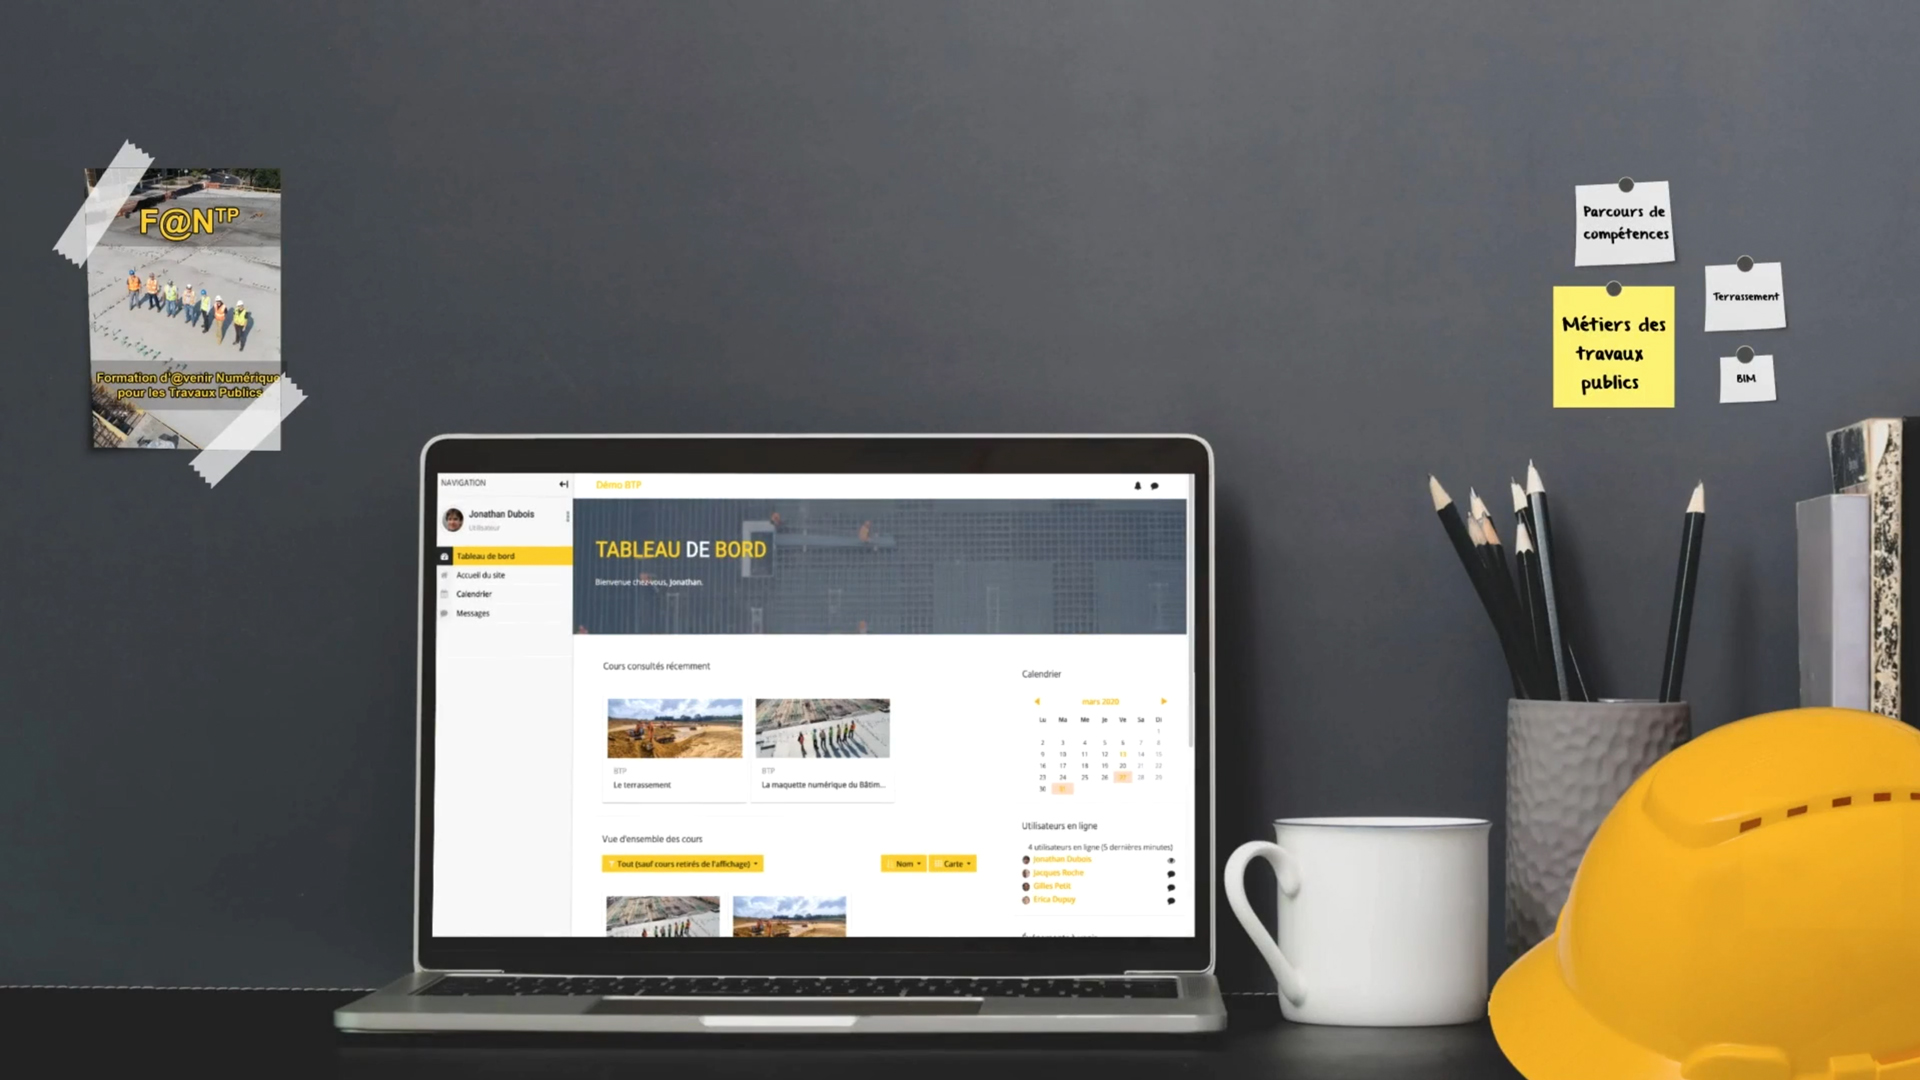 F@NTP
Formation d'@venir Numérique
pour les Travaux Publics
Parcours de
compétences
Terrassement
Métiers des
travaux
publics
BIM
NAVIGATION
Jonathan Dubois
Utilisateur
Tableau de bord
Accueil du site
Calendrier
Messages
Démo BTP
TABLEAU DE BORD
Bienvenue chez-vous, Jonathan.
Cours consultés récemment
BTP
Le terrassement
BTP
La maquette numérique du Bâtim...
Vue d'ensemble des cours
Tout (sauf cours retirés de l'affichage)
Nom
Carte
Calendrier
mars 2020
Lu Ma Me Je Ve Sa Di
1
2 3 4 5 6 7 8
9 10 11 12 13 14 15
16 17 18 19 20 21 22
23 24 25 26 27 28 29
30 31
Utilisateurs en ligne
4 utilisateurs en ligne (5 dernières minutes)
Jonathan Dubois
Jacques Roche
Gilles Petit
Erica Dupuy